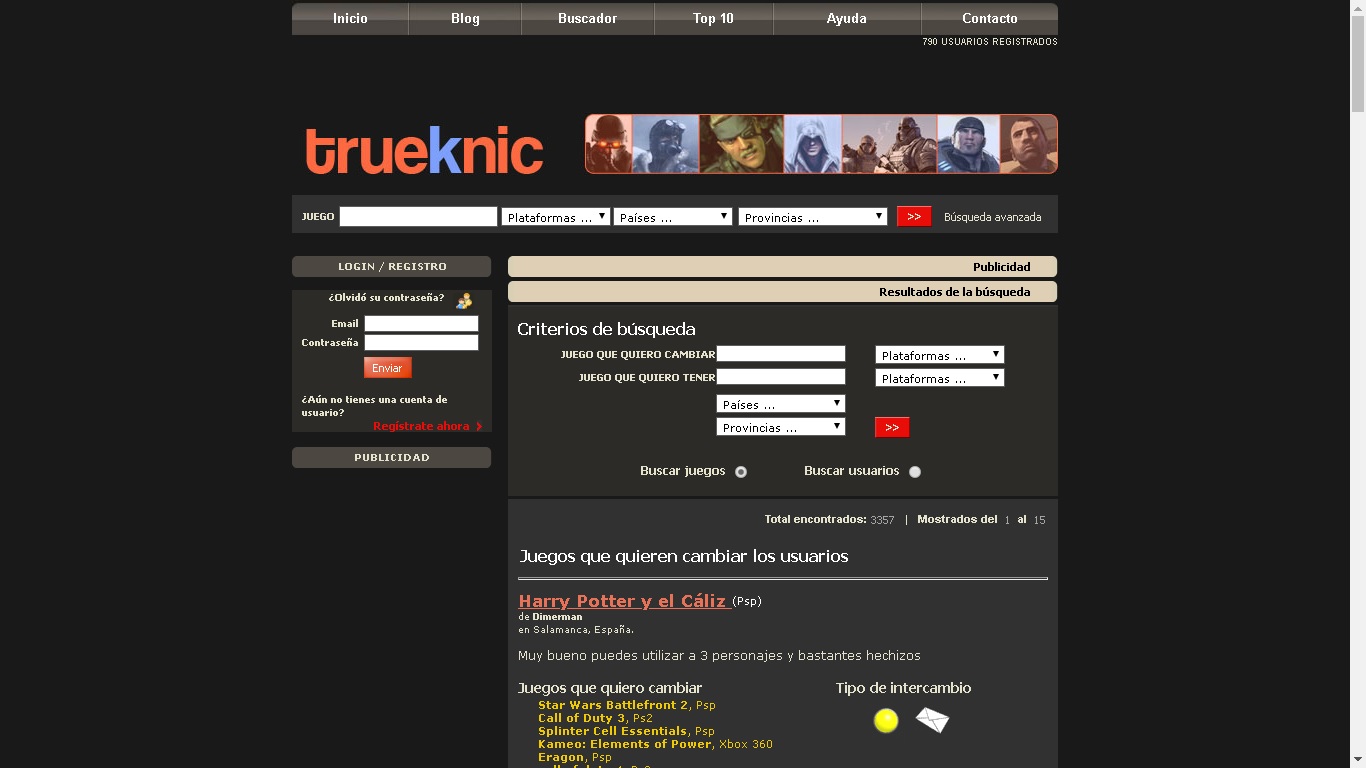 Inicio Blog Buscador Top 10 Ayuda Contacto
790 USUARIOS REGISTRADOS
trueknic
JUEGO Plataformas ... Países ... Provincias ... >> Búsqueda avanzada
LOGIN / REGISTRO
¿Olvidó su contraseña?
Email
Contraseña
Enviar
¿Aún no tienes una cuenta de
usuario?
Regístrate ahora
PUBLICIDAD
Publicidad
Resultados de la búsqueda
Criterios de búsqueda
JUEGO QUE QUIERO CAMBIAR Plataformas ...
JUEGO QUE QUIERO TENER Plataformas ...
Países ...
Provincias ... >>
Buscar juegos Buscar usuarios
Total encontrados: 3357 | Mostrados del 1 al 15
Juegos que quieren cambiar los usuarios
Harry Potter y el Cáliz (Psp)
de Dimerman
en Salamanca, España.
Muy bueno puedes utilizar a 3 personajes y bastantes hechizos
Juegos que quiero cambiar Tipo de intercambio
Star Wars Battlefront 2, Psp
Call of Duty 3, Ps2
Splinter Cell Essentials, Psp
Kameo: Elements of Power, Xbox 360
Eragon, Psp